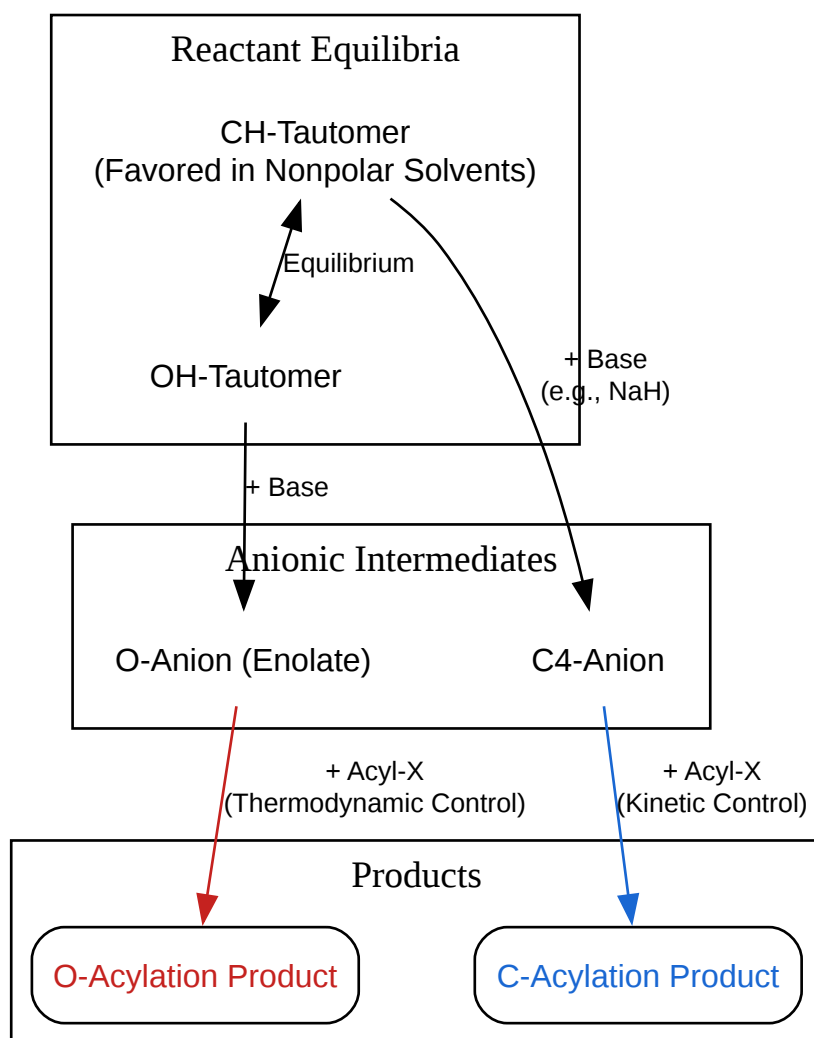 Reactant Equilibria
CH-Tautomer
(Favored in Nonpolar Solvents)
Equilibrium
OH-Tautomer
+ Base
(e.g., NaH)
+ Base
Anionic Intermediates
O-Anion (Enolate)
C4-Anion
+ Acyl-X
(Thermodynamic Control)
+ Acyl-X
(Kinetic Control)
Products
O-Acylation Product
C-Acylation Product